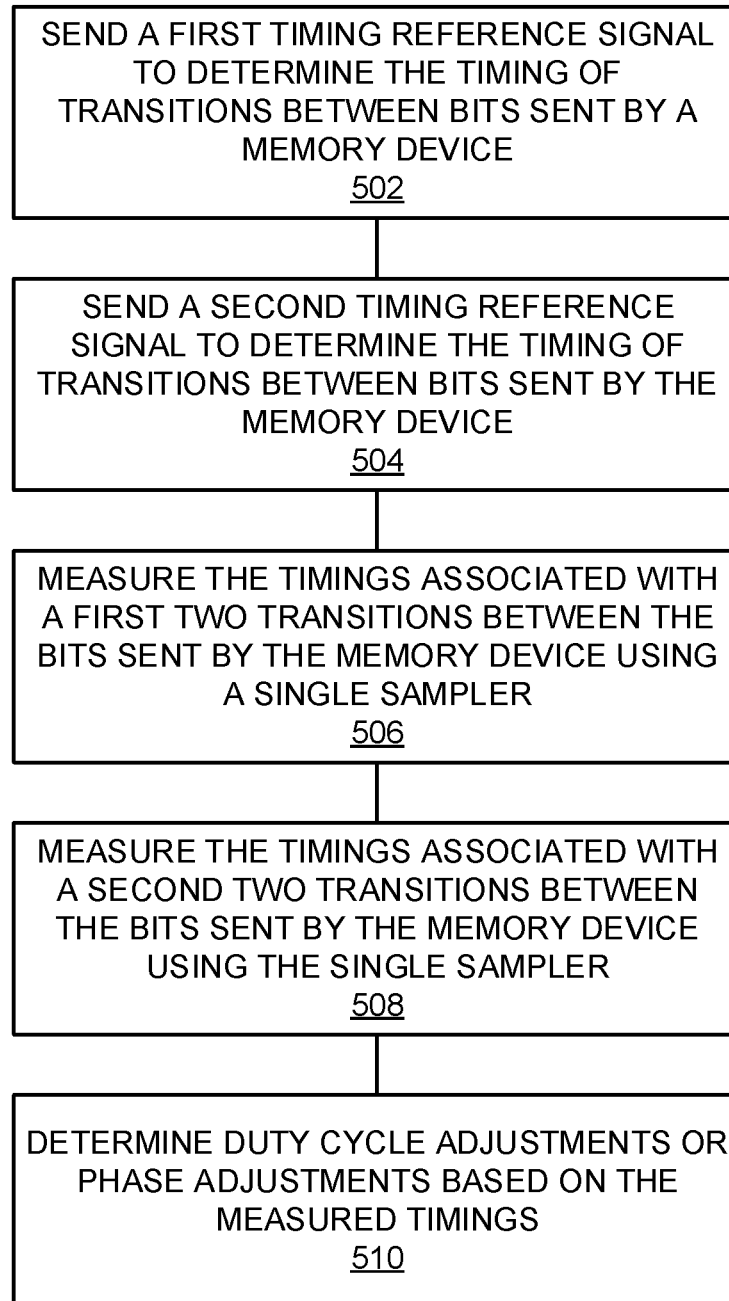 SEND A FIRST TIMING REFERENCE SIGNAL
TO DETERMINE THE TIMING OF
TRANSITIONS BETWEEN BITS SENT BY A
MEMORY DEVICE
502
SEND A SECOND TIMING REFERENCE
SIGNAL TO DETERMINE THE TIMING OF
TRANSITIONS BETWEEN BITS SENT BY THE
MEMORY DEVICE
504
MEASURE THE TIMINGS ASSOCIATED WITH
A FIRST TWO TRANSITIONS BETWEEN THE
BITS SENT BY THE MEMORY DEVICE USING
A SINGLE SAMPLER
506
MEASURE THE TIMINGS ASSOCIATED WITH
A SECOND TWO TRANSITIONS BETWEEN
THE BITS SENT BY THE MEMORY DEVICE
USING THE SINGLE SAMPLER
508
DETERMINE DUTY CYCLE ADJUSTMENTS OR
PHASE ADJUSTMENTS BASED ON THE
MEASURED TIMINGS
510